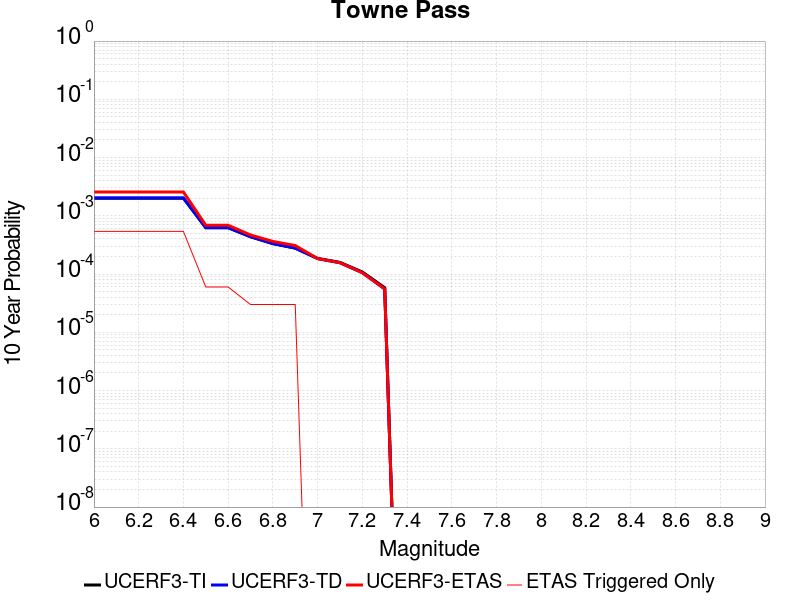 Towne Pass
10 Year Probability
10^0
10^-1
10^-2
10^-3
10^-4
10^-5
10^-6
10^-7
10^-8
6 6.2 6.4 6.6 6.8 7 7.2 7.4 7.6 7.8 8 8.2 8.4 8.6 8.8 9
Magnitude
UCERF3-TI UCERF3-TD UCERF3-ETAS ETAS Triggered Only